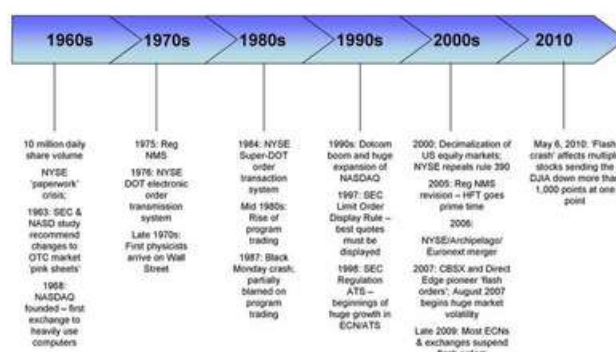 1960s
1970s
1980s
1990s
2000s
2010
10 million daily
share volume
NYSE
'paperwork'
crisis;
1963: SEC &
NASD study
recommend
changes to
OTC market
'pink sheets'
1968:
NASDAQ
founded – first
exchange to
heavily use
computers
1975: Reg
NMS
1976: NYSE
DOT electronic
order
transmission
system
Late 1970s:
First physicists
arrive on Wall
Street
1984: NYSE
Super-DOT
order
transaction
system
Mid 1980s:
Rise of
program
trading
1987: Black
Monday crash;
partially
blamed on
program
trading
1990s: Dotcom
boom and huge
expansion of
NASDAQ
1997: SEC
Limit Order
Display Rule –
best quotes
must be
displayed
1998: SEC
Regulation
ATS –
beginnings of
huge growth in
ECN/ATS
2000: Decimalization of
US equity markets;
NYSE repeals rule 390
2005: Reg NMS
revision – HFT goes
prime time
2006:
NYSE/Archipelago/
Euronext merger
2007: CBSX and Direct
Edge pioneer 'flash
orders'; August 2007
begins huge market
volatility
Late 2009: Most ECNs
& exchanges suspend
flash orders
May 6, 2010: 'Flash
crash' affects multiple
stocks sending the
DJIA down more than
1,000 points at one
point